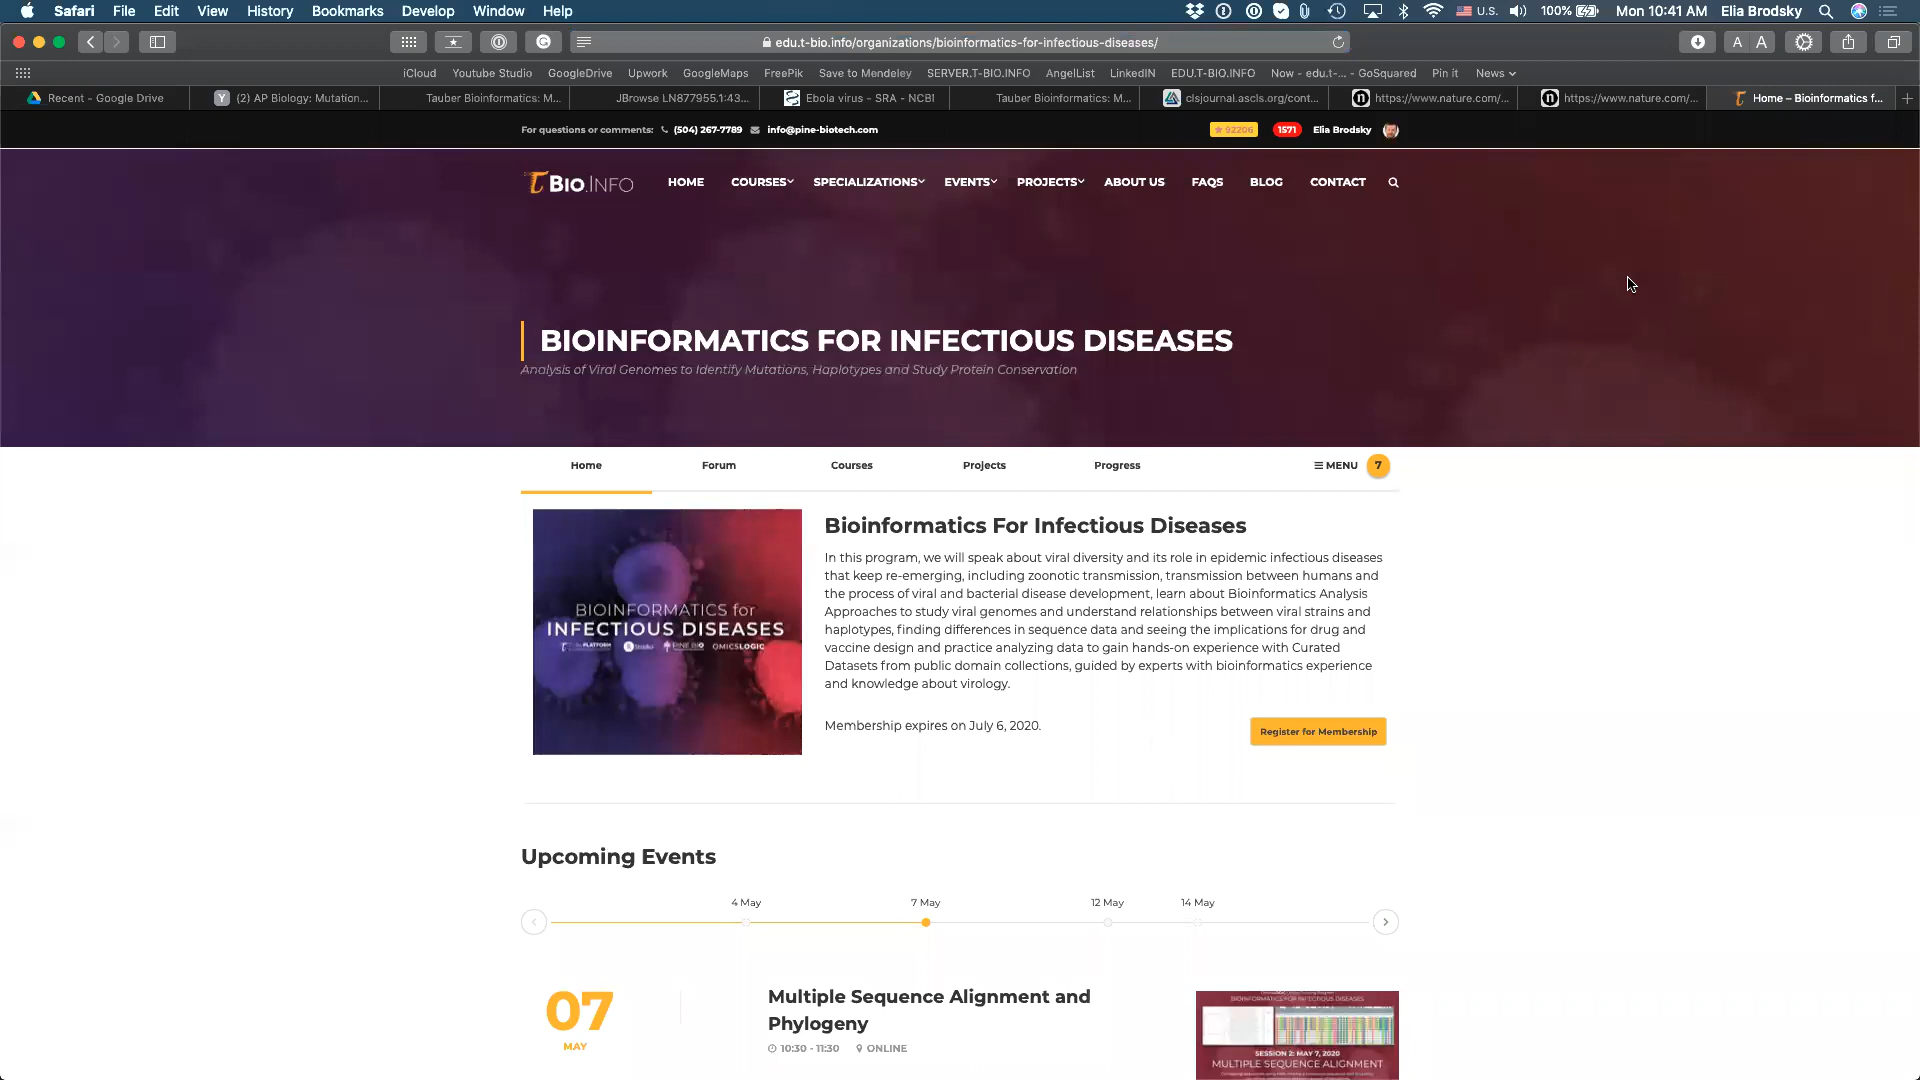 Safari File Edit View History Bookmarks Develop Window Help
U.S. 100% Mon 10:41 AM Elia Brodsky
edu.t-bio.info/organizations/bioinformatics-for-infectious-diseases/
A A
iCloud Youtube Studio GoogleDrive Upwork GoogleMaps FreePik Save to Mendeley SERVER.T-BIO.INFO AngelList LinkedIN EDU.T-BIO.INFO Now - edu.t-... - GoSquared Pin it News
Recent - Google Drive (2) AP Biology: Mutation... Tauber Bioinformatics: M... JBrowse LN877955.1:43... Ebola virus - SRA - NCBI Tauber Bioinformatics: M... clsjournal.ascls.org/cont... https://www.nature.com/... https://www.nature.com/... Home – Bioinformatics f...
For questions or comments: (504) 267-7789 info@pine-biotech.com 92206 1571 Elia Brodsky
BIO.INFO HOME COURSES SPECIALIZATIONS EVENTS PROJECTS ABOUT US FAQS BLOG CONTACT
BIOINFORMATICS FOR INFECTIOUS DISEASES
Analysis of Viral Genomes to Identify Mutations, Haplotypes and Study Protein Conservation
Home Forum Courses Projects Progress MENU 7
BIOINFORMATICS for
INFECTIOUS DISEASES
PLATFORM PINE BIO OMICSLOGIC
Bioinformatics For Infectious Diseases
In this program, we will speak about viral diversity and its role in epidemic infectious diseases
that keep re-emerging, including zoonotic transmission, transmission between humans and
the process of viral and bacterial disease development, learn about Bioinformatics Analysis
Approaches to study viral genomes and understand relationships between viral strains and
haplotypes, finding differences in sequence data and seeing the implications for drug and
vaccine design and practice analyzing data to gain hands-on experience with Curated
Datasets from public domain collections, guided by experts with bioinformatics experience
and knowledge about virology.
Membership expires on July 6, 2020.
Register for Membership
Upcoming Events
4 May 7 May 12 May 14 May
07
MAY
Multiple Sequence Alignment and
Phylogeny
10:30 - 11:30 ONLINE
BIOINFORMATICS FOR INFECTIOUS DISEASES
SESSION 2: MAY 7, 2020
MULTIPLE SEQUENCE ALIGNMENT